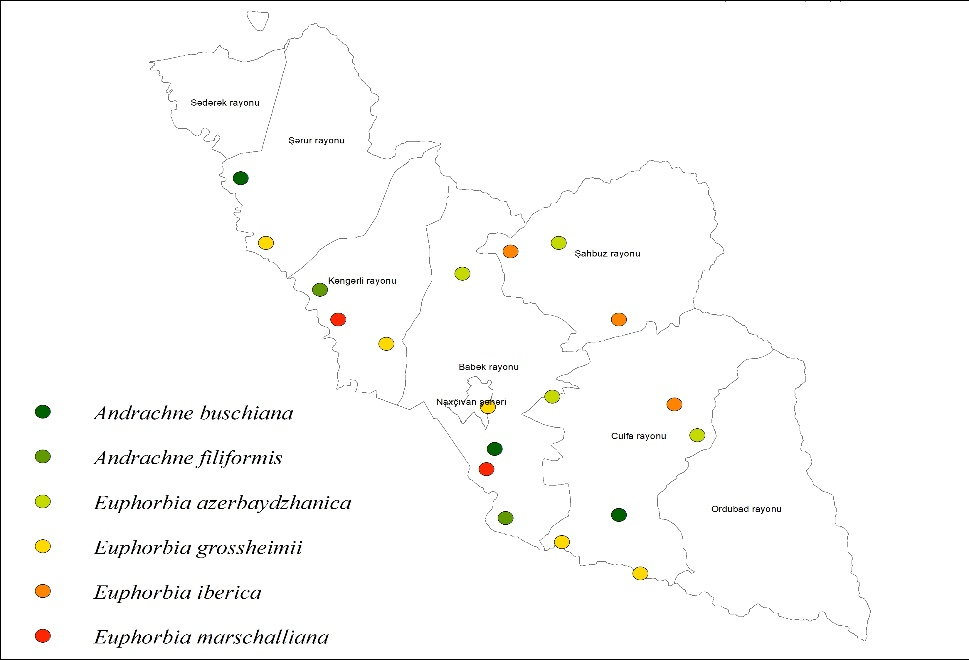 Sədərək rayonu
Şərur rayonu
Şahbuz rayonu
Kəngərli rayonu
Babək rayonu
Naxçıvan şəhəri
Culfa rayonu
Ordubad rayonu
Andrachne buschiana
Andrachne filiformis
Euphorbia azerbaydzhanica
Euphorbia grossheimii
Euphorbia iberica
Euphorbia marschalliana